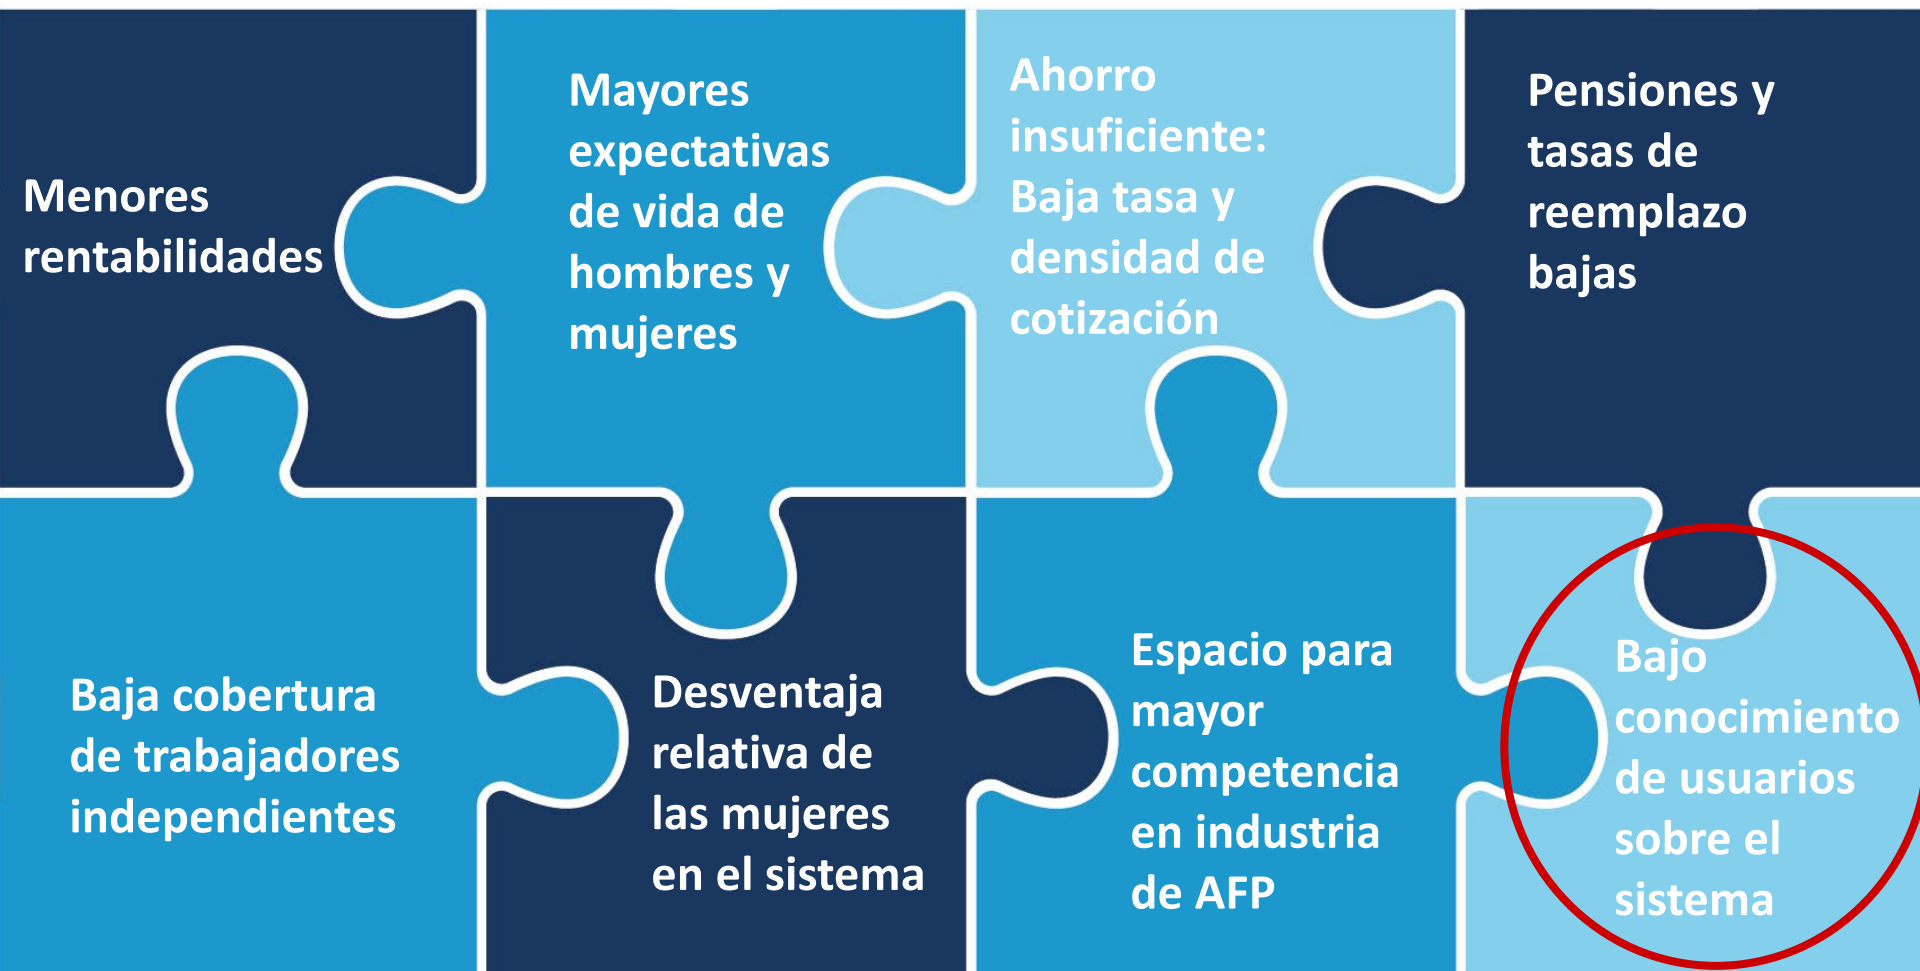 Menores
rentabilidades
Mayores
expectativas
de vida de
hombres y
mujeres
Ahorro
insuficiente:
Baja tasa y
densidad de
cotización
Pensiones y
tasas de
reemplazo
bajas
Baja cobertura
de trabajadores
independientes
Desventaja
relativa de
las mujeres
en el sistema
Espacio para
mayor
competencia
en industria
de AFP
Bajo
conocimiento
de usuarios
sobre el
sistema